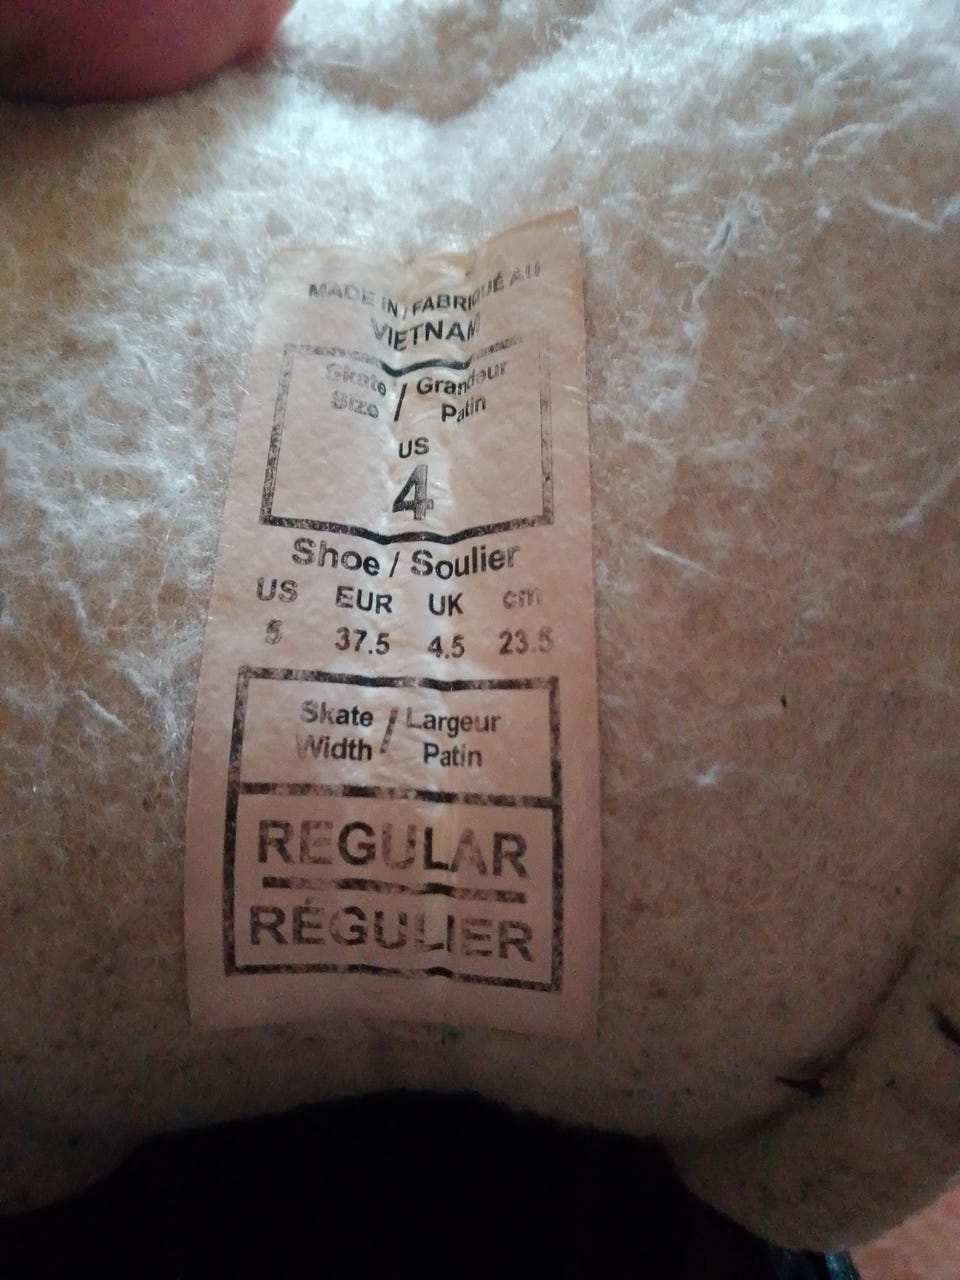 MADE IN / FABRIQUÉ AU
VIETNAM
Skate / Grandeur
Size Patin
US
4
Shoe / Soulier
US EUR UK cm
5 37.5 4.5 23.5
Skate / Largeur
Width Patin
REGULAR
RÉGULIER